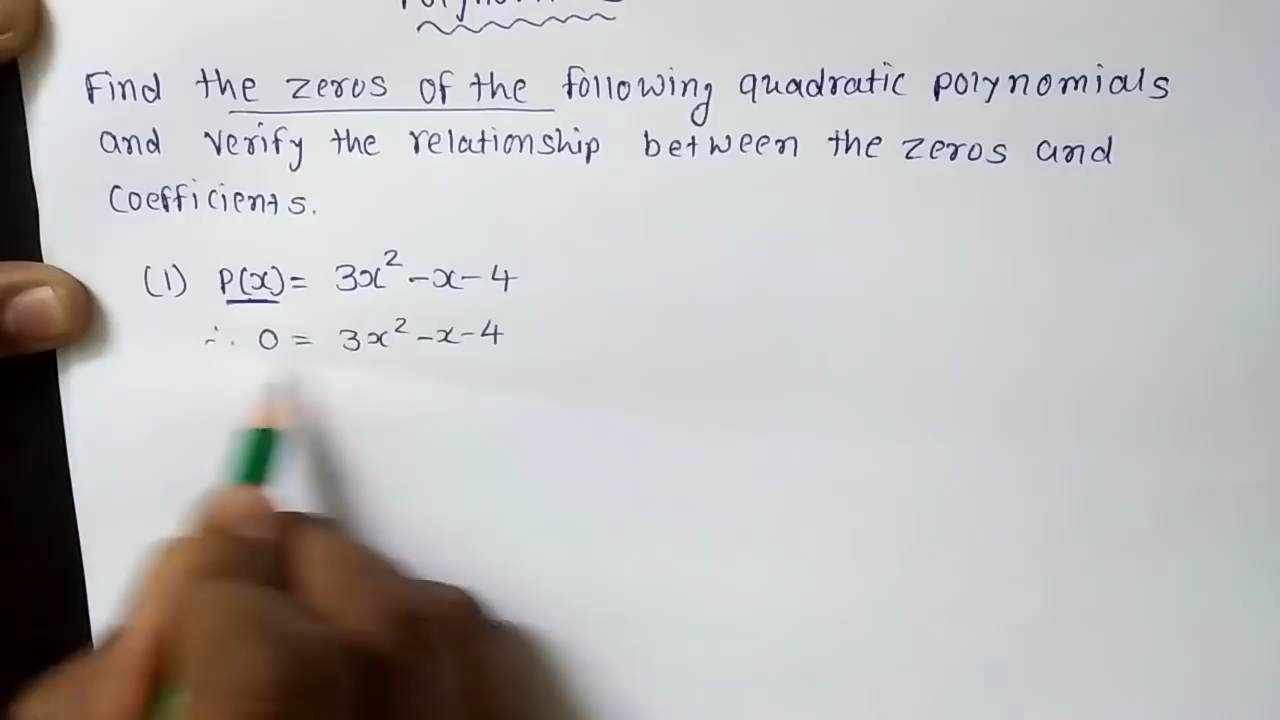 Find the zeros of the following quadratic polynomials
and verify the relationship between the zeros and
Coefficients.
(1) P(x) = 3x² - x - 4
∴ 0 = 3x² - x - 4